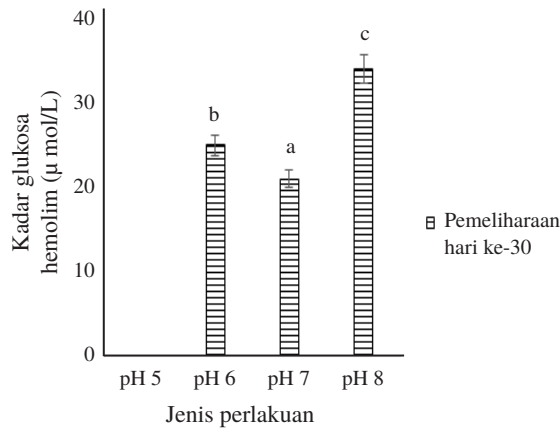 40
30
20
10
0
Kadar glukosa
hemolim (µ mol/L)
b
a
c
pH 5 pH 6 pH 7 pH 8
Jenis perlakuan
Pemeliharaan
hari ke-30